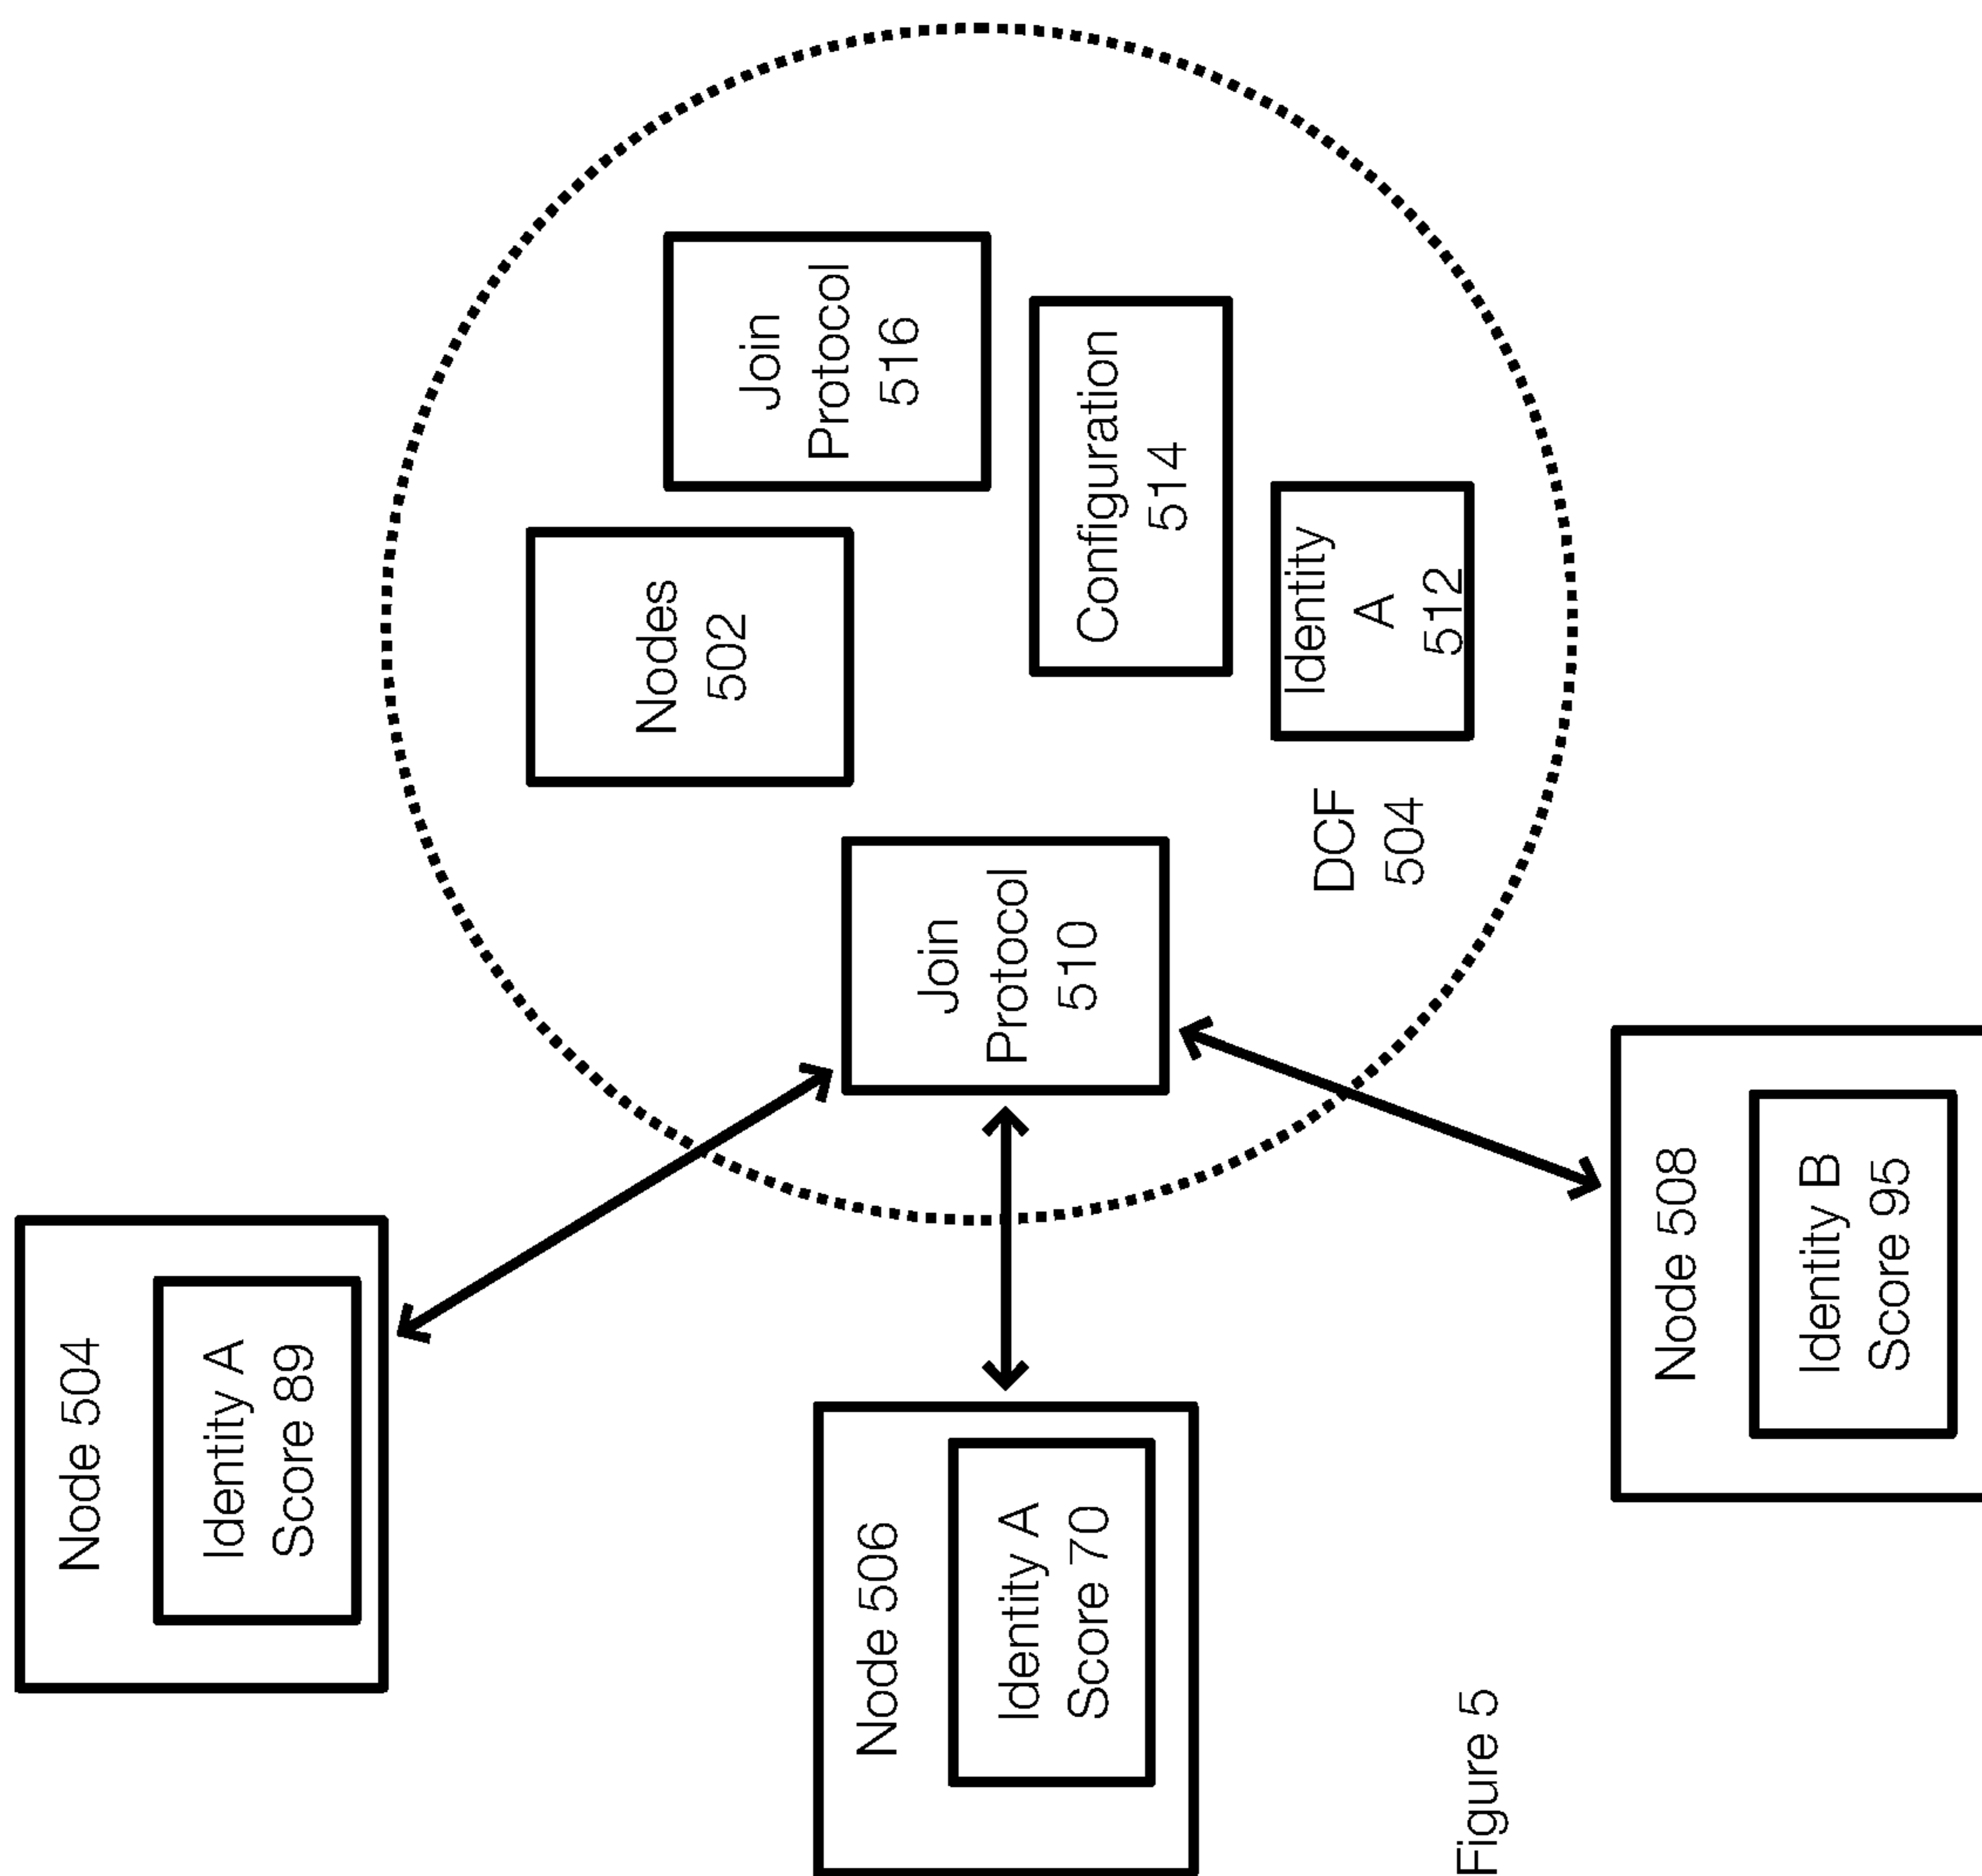 Node 504
Identity A
Score 89
Node 506
Identity A
Score 70
Node 508
Identity B
Score 95
Join
Protocol
510
Nodes
502
Join
Protocol
516
Configuration
514
Identity
A
512
DCF
504
Figure 5